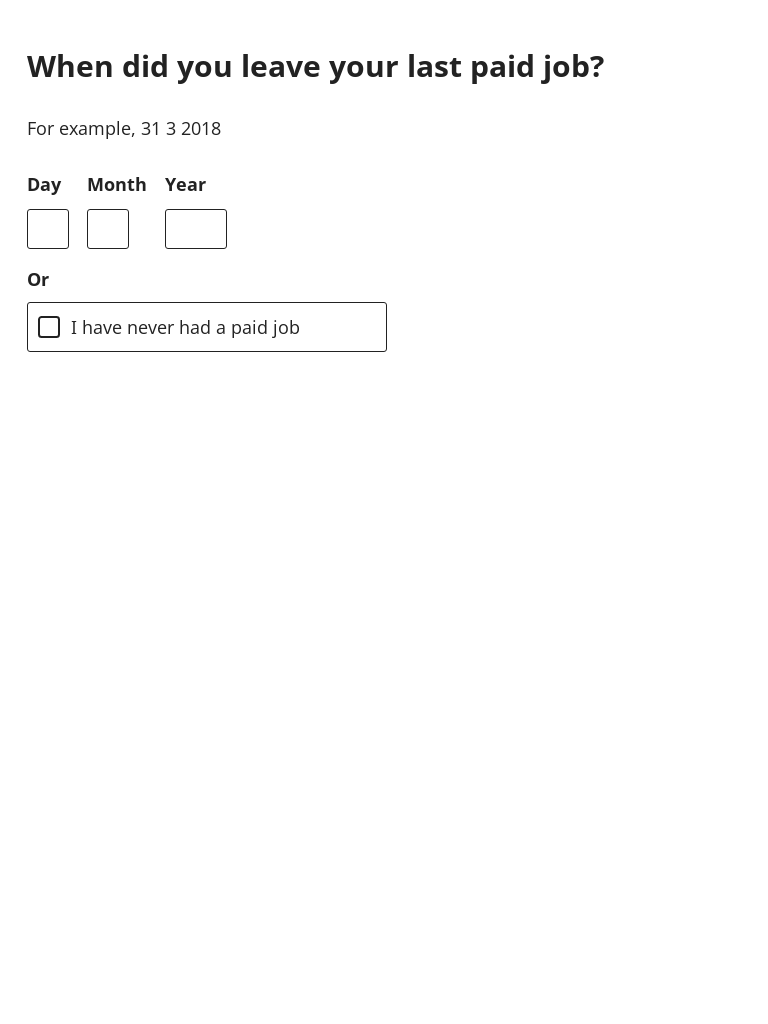 When did you leave your last paid job?
For example, 31 3 2018
Day Month Year
Or
I have never had a paid job